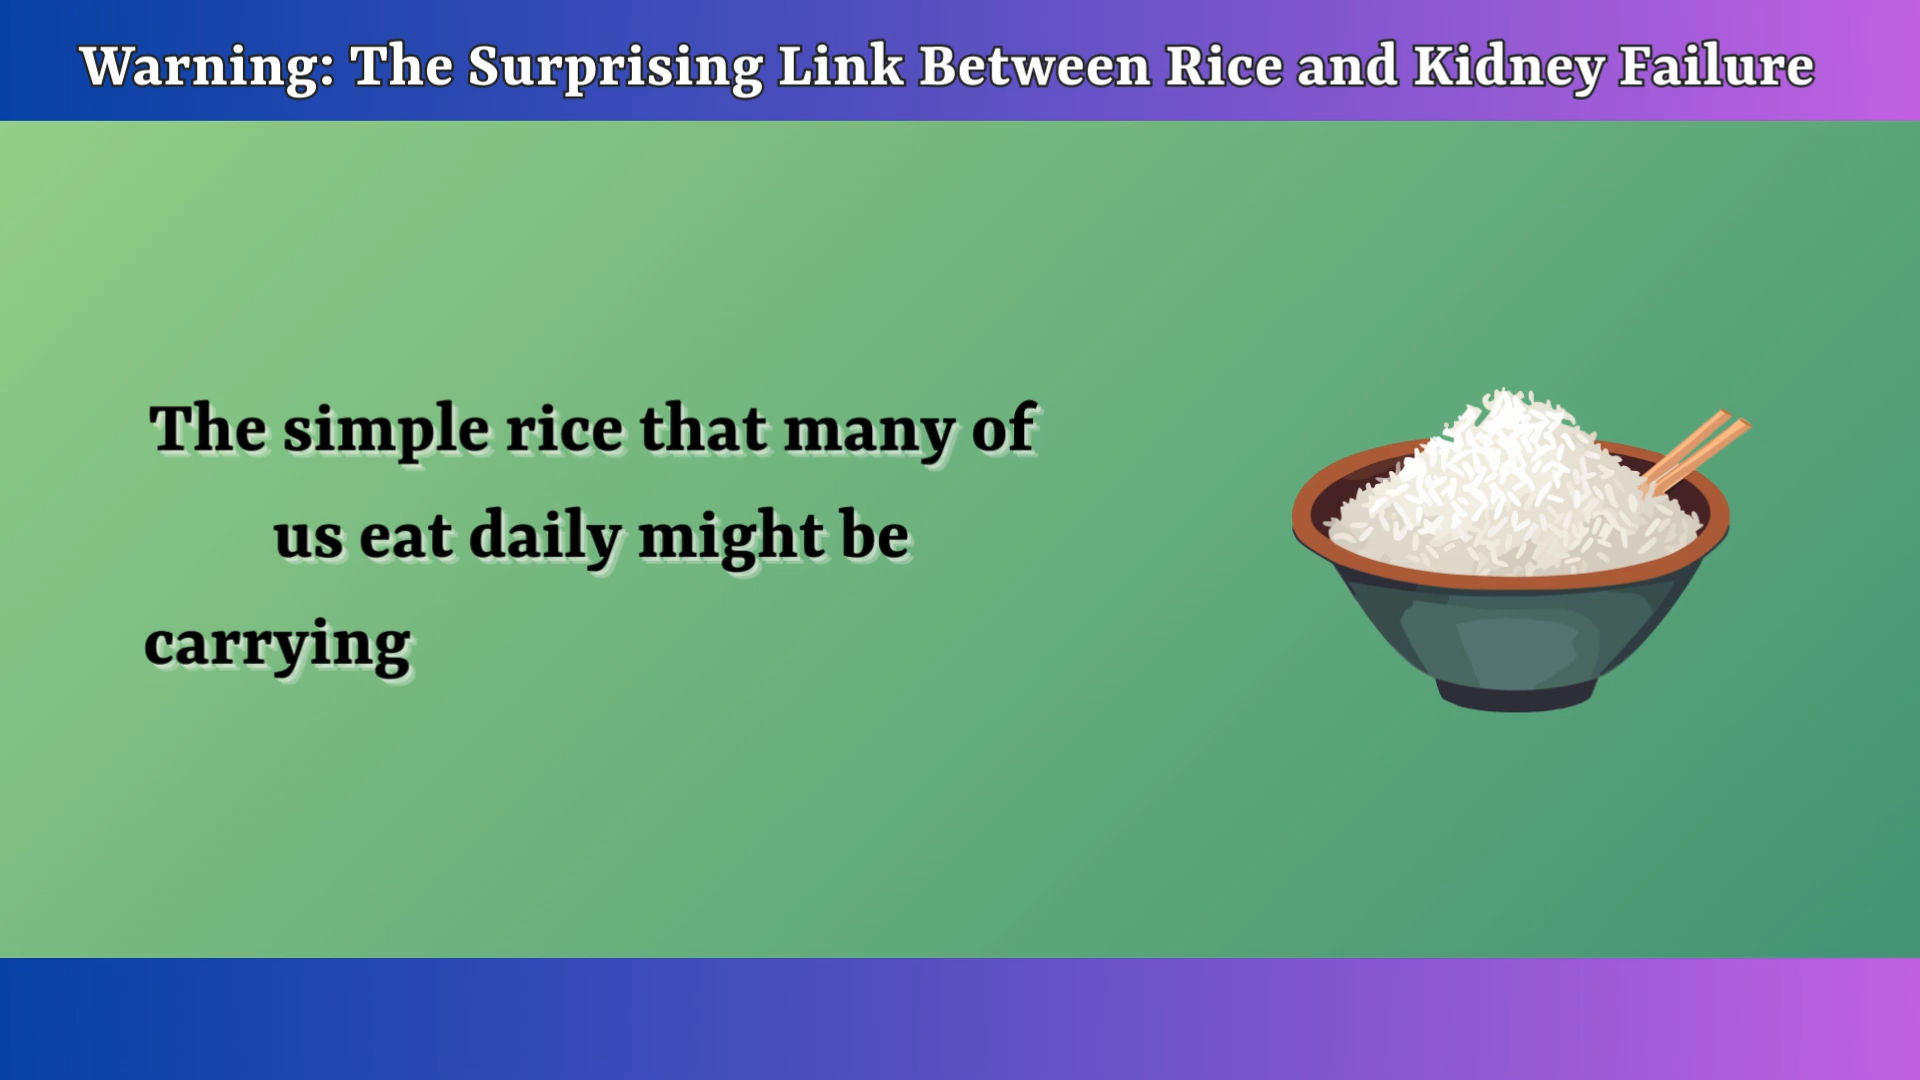 Warning: The Surprising Link Between Rice and Kidney Failure
The simple rice that many of
us eat daily might be
carrying